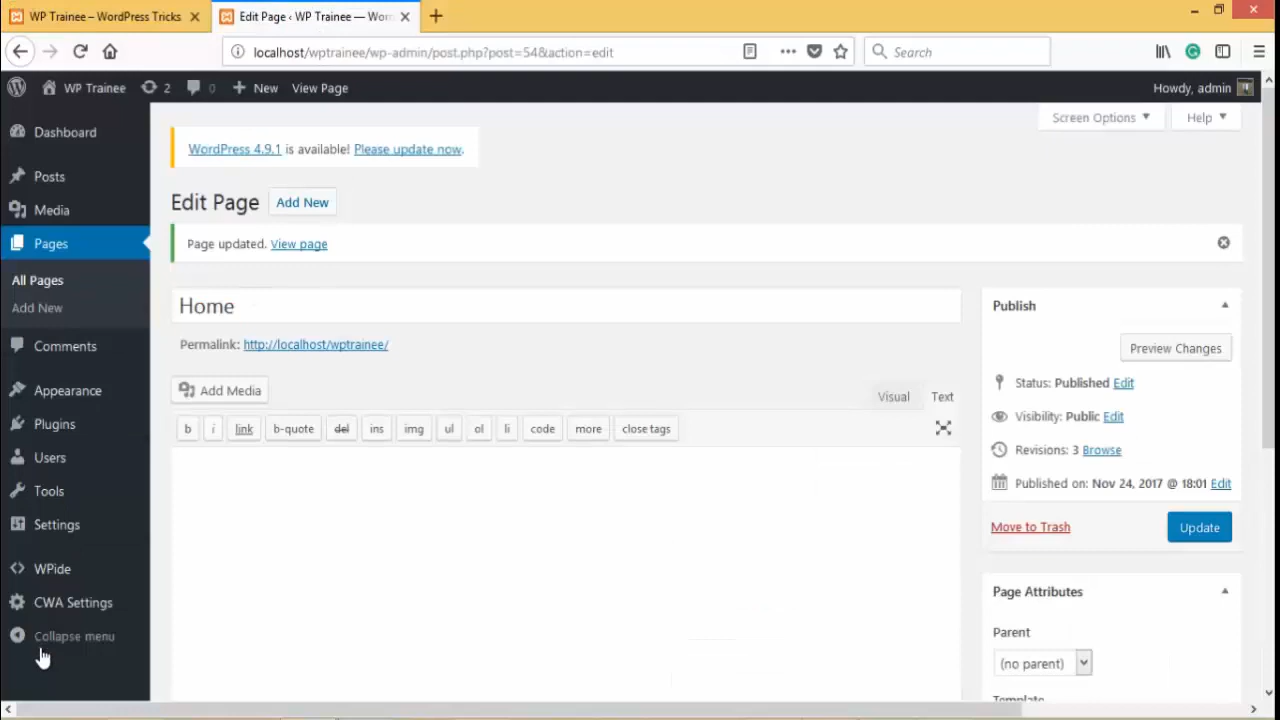 WP Trainee – WordPress Tricks
Edit Page ‹ WP Trainee — Wor
localhost/wptrainee/wp-admin/post.php?post=54&action=edit
Search
WP Trainee
2
0
New
View Page
Howdy, admin
Screen Options
Help
Dashboard
Posts
Media
Pages
All Pages
Add New
Comments
Appearance
Plugins
Users
Tools
Settings
WPide
CWA Settings
Collapse menu
WordPress 4.9.1 is available! Please update now.
Edit Page
Add New
Page updated. View page
Home
Permalink: http://localhost/wptrainee/
Add Media
Visual
Text
b
i
link
b-quote
del
ins
img
ul
ol
li
code
more
close tags
Publish
Preview Changes
Status: Published Edit
Visibility: Public Edit
Revisions: 3 Browse
Published on: Nov 24, 2017 @ 18:01 Edit
Move to Trash
Update
Page Attributes
Parent
(no parent)
Template